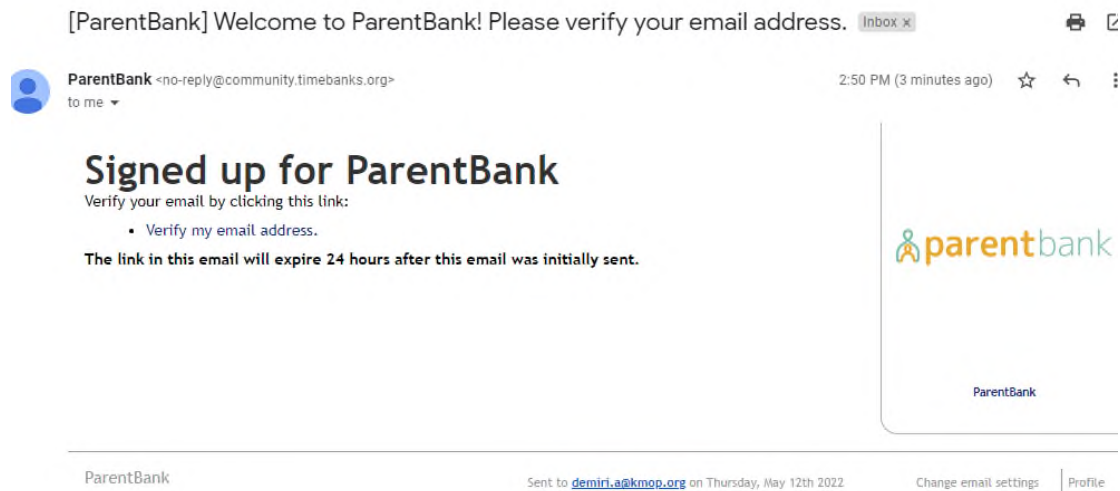 [ParentBank] Welcome to ParentBank! Please verify your email address. Inbox x
ParentBank <no-reply@community.timebanks.org> 2:50 PM (3 minutes ago)
to me
Signed up for ParentBank
Verify your email by clicking this link:
• Verify my email address.
The link in this email will expire 24 hours after this email was initially sent.
parentbank
ParentBank
ParentBank Sent to demiri.a@kmop.org on Thursday, May 12th 2022 Change email settings Profile